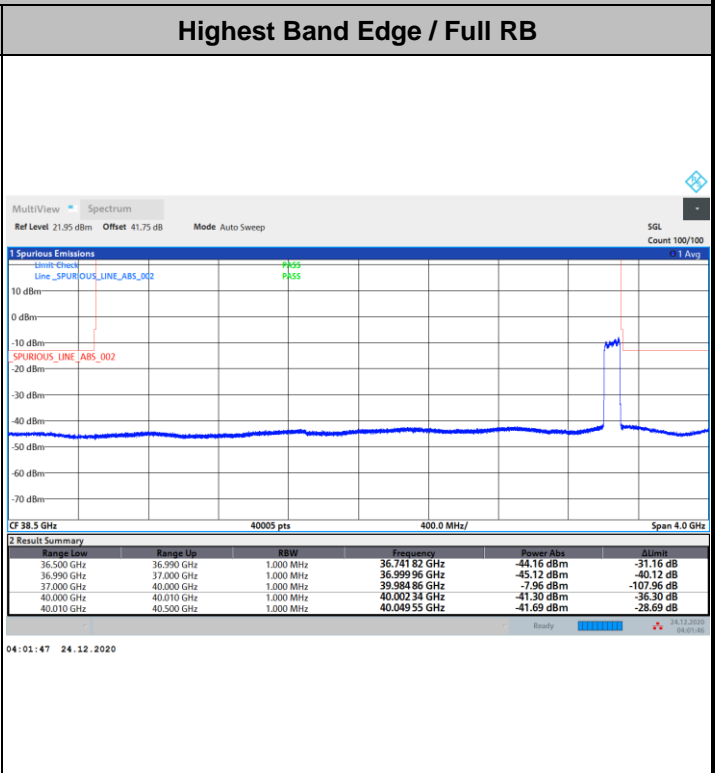 Highest Band Edge / Full RB
MultiView Spectrum
Ref Level 21.95 dBm Offset 41.75 dB Mode Auto Sweep SGL
Count 100/100
1 Spurious Emissions 1 Avg
Limit Check PASS
Line _SPURIOUS_LINE_ABS_002 PASS
10 dBm
0 dBm
-10 dBm
_SPURIOUS_LINE_ABS_002
-20 dBm
-30 dBm
-40 dBm
-50 dBm
-60 dBm
-70 dBm
CF 38.5 GHz 40005 pts 400.0 MHz/ Span 4.0 GHz
2 Result Summary
Range Low Range Up RBW Frequency Power Abs ΔLimit
36.500 GHz 36.990 GHz 1.000 MHz 36.741 82 GHz -44.16 dBm -31.16 dB
36.990 GHz 37.000 GHz 1.000 MHz 36.999 96 GHz -45.12 dBm -40.12 dB
37.000 GHz 40.000 GHz 1.000 MHz 39.984 86 GHz -7.96 dBm -107.96 dB
40.000 GHz 40.010 GHz 1.000 MHz 40.002 34 GHz -41.30 dBm -36.30 dB
40.010 GHz 40.500 GHz 1.000 MHz 40.049 55 GHz -41.69 dBm -28.69 dB
Ready 24.12.2020
04:01:46
04:01:47 24.12.2020